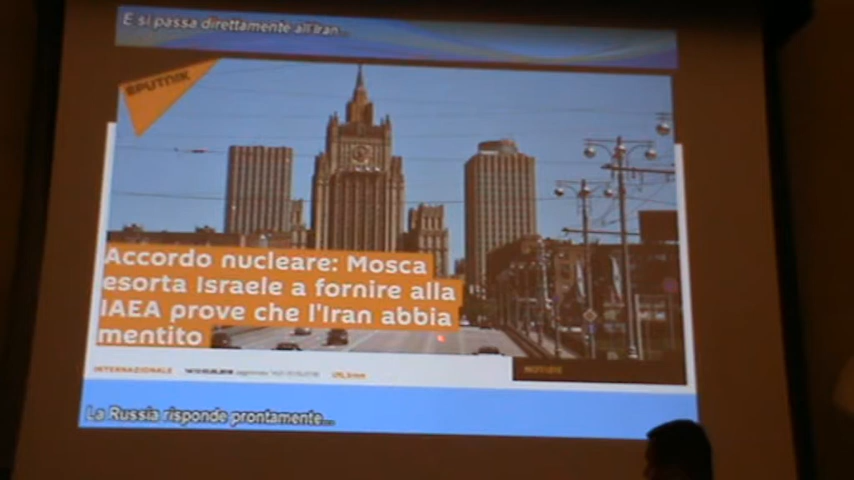 E si passa direttamente all'Iran...
SPUTNIK
Accordo nucleare: Mosca
esorta Israele a fornire alla
IAEA prove che l'Iran abbia
mentito
INTERNAZIONALE
NOTIZIE
La Russia risponde prontamente...